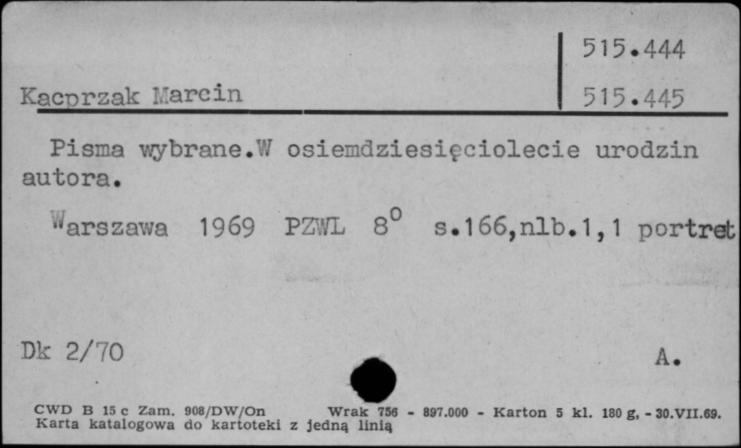 515.444
Kacprzak Marcin 515.445
Pisma wybrane.W osiemdziesięciolecie urodzin
autora.
Warszawa 1969 PZWL 8° s.166,nlb.1,1 portret
Dk 2/70 A.
CWD B 15 c Zam. 908/DW/On Wrak 756 - 897.000 - Karton 5 kl. 180 g, - 30.VII.69.
Karta katalogowa do kartoteki z jedną linią